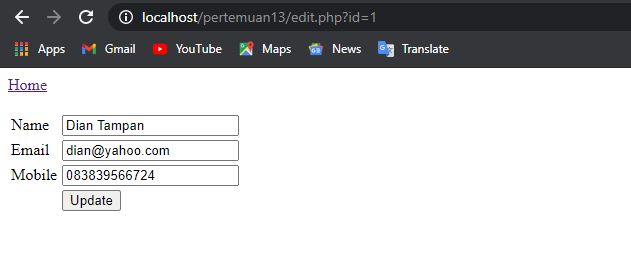 localhost/pertemuan13/edit.php?id=1
Apps Gmail YouTube Maps News Translate
Home
Name Dian Tampan
Email dian@yahoo.com
Mobile 083839566724
Update